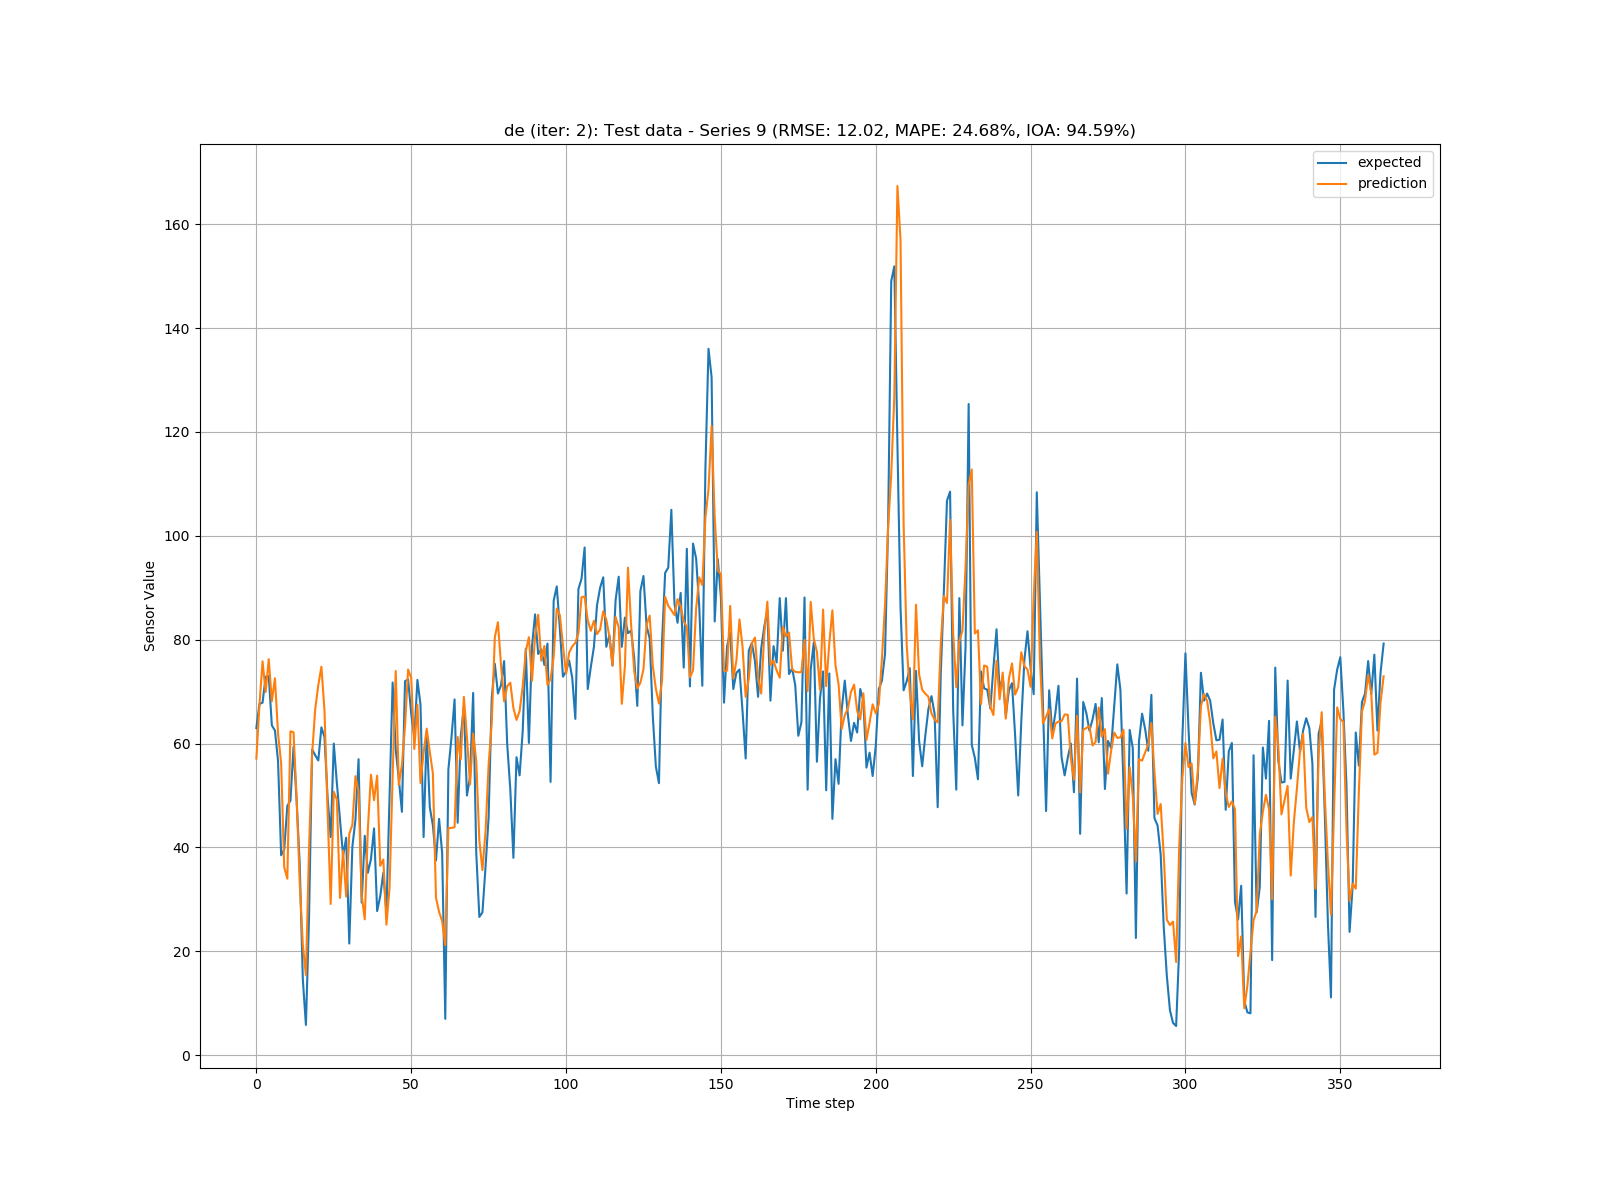 de (iter: 2): Test data - Series 9 (RMSE: 12.02, MAPE: 24.68%, IOA: 94.59%)
expected
prediction
160
140
120
100
80
60
40
20
0
Sensor Value
0 50 100 150 200 250 300 350
Time step